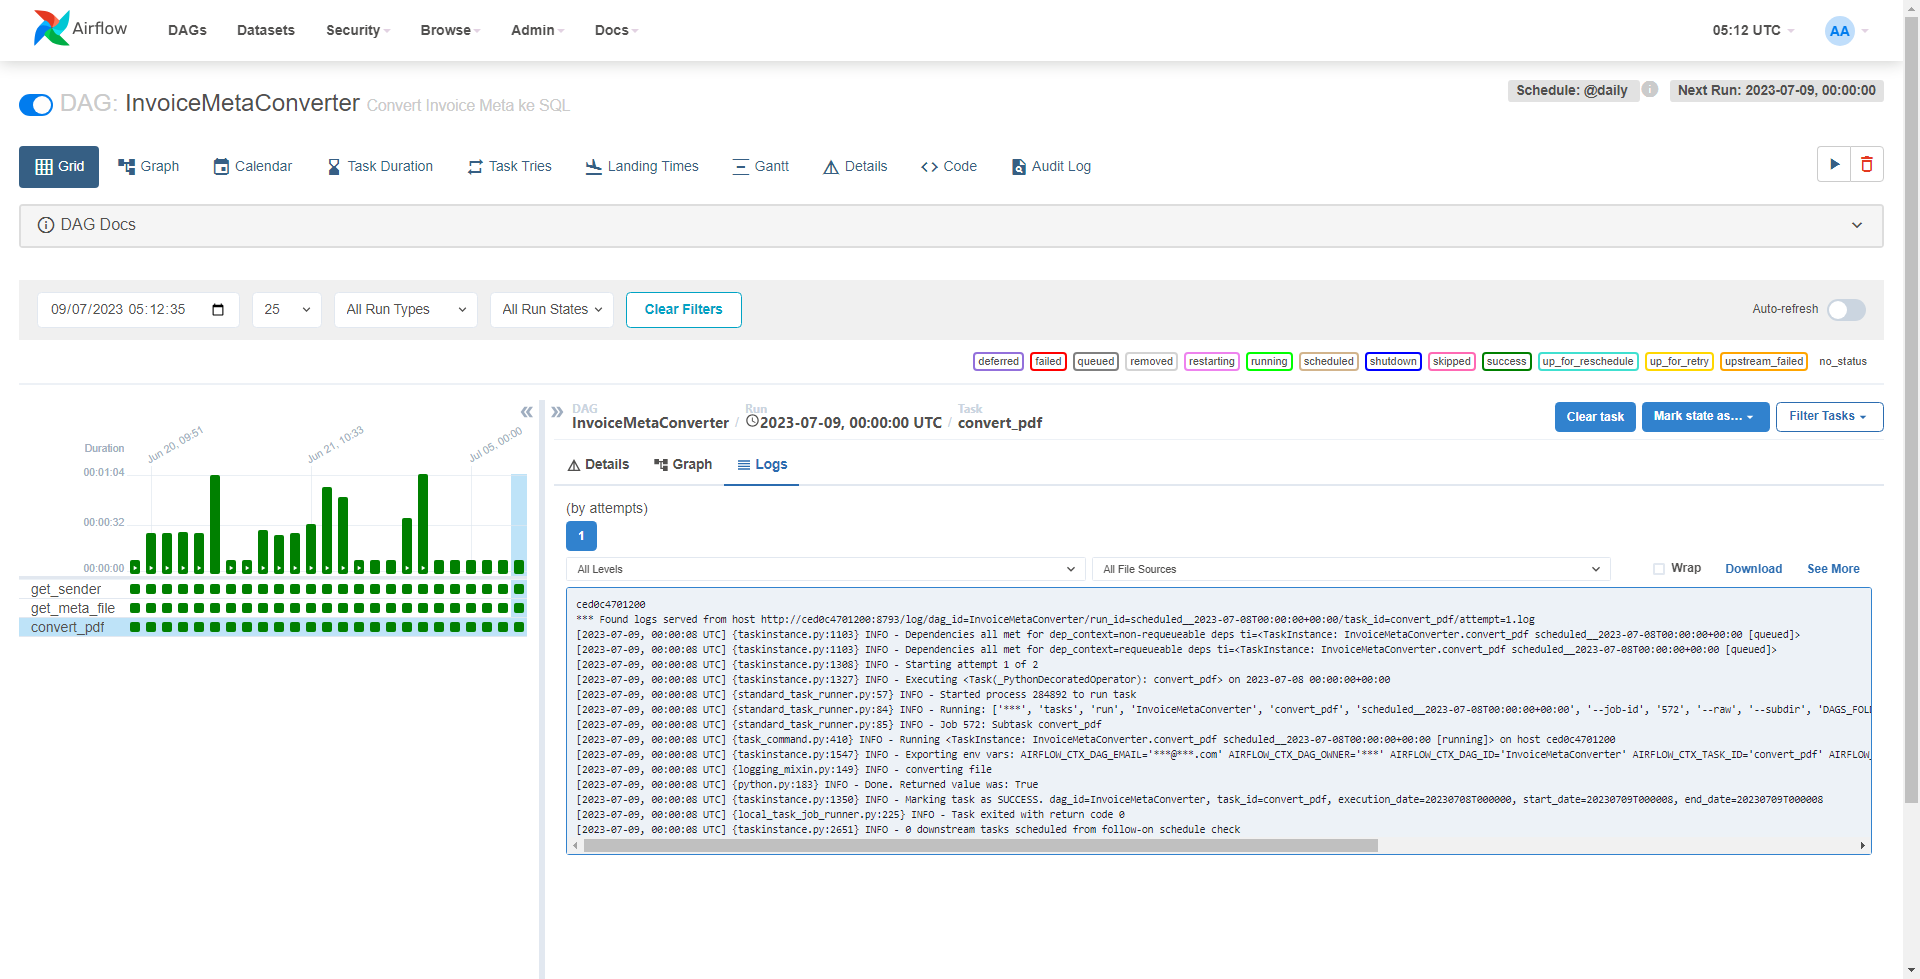 Airflow DAGs Datasets Security Browse Admin Docs 05:12 UTC AA
DAG: InvoiceMetaConverter Convert Invoice Meta ke SQL
Schedule: @daily Next Run: 2023-07-09, 00:00:00
Grid Graph Calendar Task Duration Task Tries Landing Times Gantt Details Code Audit Log
DAG Docs
09/07/2023 05:12:35 25 All Run Types All Run States Clear Filters Auto-refresh
deferred failed queued removed restarting running scheduled shutdown skipped success up_for_reschedule up_for_retry upstream_failed no_status
Duration
00:01:04
00:00:32
00:00:00
Jun 20, 09:51
Jun 21, 10:33
Jul 05, 00:00
get_sender
get_meta_file
convert_pdf
DAG Run Task
InvoiceMetaConverter / 2023-07-09, 00:00:00 UTC / convert_pdf
Clear task Mark state as… Filter Tasks
Details Graph Logs
(by attempts)
1
All Levels All File Sources Wrap Download See More
ced0c4701200
*** Found logs served from host http://ced0c4701200:8793/log/dag_id=InvoiceMetaConverter/run_id=scheduled__2023-07-08T00:00:00+00:00/task_id=convert_pdf/attempt=1.log
[2023-07-09, 00:00:08 UTC] {taskinstance.py:1103} INFO - Dependencies all met for dep_context=non-requeueable deps ti=<TaskInstance: InvoiceMetaConverter.convert_pdf scheduled__2023-07-08T00:00:00+00:00 [queued]>
[2023-07-09, 00:00:08 UTC] {taskinstance.py:1103} INFO - Dependencies all met for dep_context=requeueable deps ti=<TaskInstance: InvoiceMetaConverter.convert_pdf scheduled__2023-07-08T00:00:00+00:00 [queued]>
[2023-07-09, 00:00:08 UTC] {taskinstance.py:1308} INFO - Starting attempt 1 of 2
[2023-07-09, 00:00:08 UTC] {taskinstance.py:1327} INFO - Executing <Task(_PythonDecoratedOperator): convert_pdf> on 2023-07-08 00:00:00+00:00
[2023-07-09, 00:00:08 UTC] {standard_task_runner.py:57} INFO - Started process 284892 to run task
[2023-07-09, 00:00:08 UTC] {standard_task_runner.py:84} INFO - Running: ['***', 'tasks', 'run', 'InvoiceMetaConverter', 'convert_pdf', 'scheduled__2023-07-08T00:00:00+00:00', '--job-id', '572', '--raw', '--subdir', 'DAGS_FOL
[2023-07-09, 00:00:08 UTC] {standard_task_runner.py:85} INFO - Job 572: Subtask convert_pdf
[2023-07-09, 00:00:08 UTC] {task_command.py:410} INFO - Running <TaskInstance: InvoiceMetaConverter.convert_pdf scheduled__2023-07-08T00:00:00+00:00 [running]> on host ced0c4701200
[2023-07-09, 00:00:08 UTC] {taskinstance.py:1547} INFO - Exporting env vars: AIRFLOW_CTX_DAG_EMAIL='***@***.com' AIRFLOW_CTX_DAG_OWNER='***' AIRFLOW_CTX_DAG_ID='InvoiceMetaConverter' AIRFLOW_CTX_TASK_ID='convert_pdf' AIRFLOW_
[2023-07-09, 00:00:08 UTC] {logging_mixin.py:149} INFO - converting file
[2023-07-09, 00:00:08 UTC] {python.py:183} INFO - Done. Returned value was: True
[2023-07-09, 00:00:08 UTC] {taskinstance.py:1350} INFO - Marking task as SUCCESS. dag_id=InvoiceMetaConverter, task_id=convert_pdf, execution_date=20230708T000000, start_date=20230709T000008, end_date=20230709T000008
[2023-07-09, 00:00:08 UTC] {local_task_job_runner.py:225} INFO - Task exited with return code 0
[2023-07-09, 00:00:08 UTC] {taskinstance.py:2651} INFO - 0 downstream tasks scheduled from follow-on schedule check